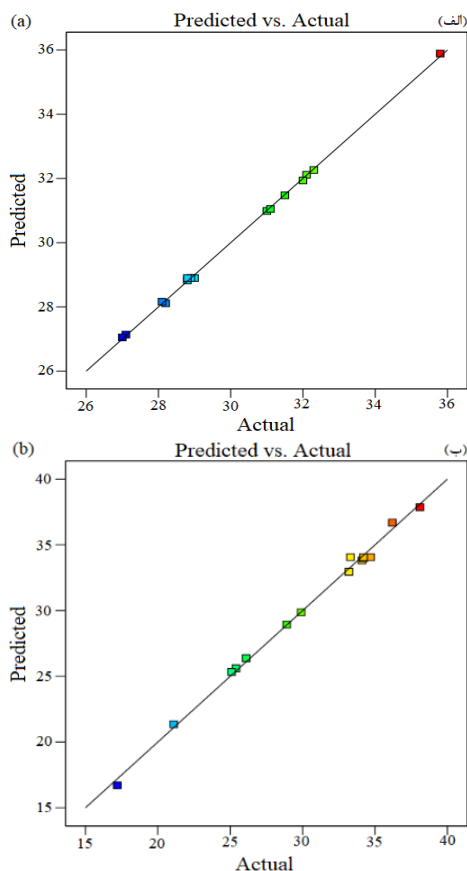 (a) Predicted vs. Actual (الف)
36
34
32
30
28
26
Predicted
26 28 30 32 34 36
Actual
(b) Predicted vs. Actual (ب)
40
35
30
25
20
15
Predicted
15 20 25 30 35 40
Actual